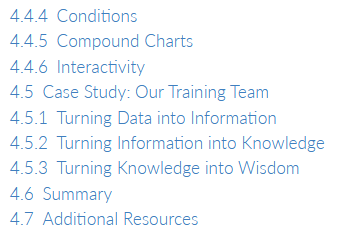 4.4.4 Conditions
4.4.5 Compound Charts
4.4.6 Interactivity
4.5 Case Study: Our Training Team
4.5.1 Turning Data into Information
4.5.2 Turning Information into Knowledge
4.5.3 Turning Knowledge into Wisdom
4.6 Summary
4.7 Additional Resources